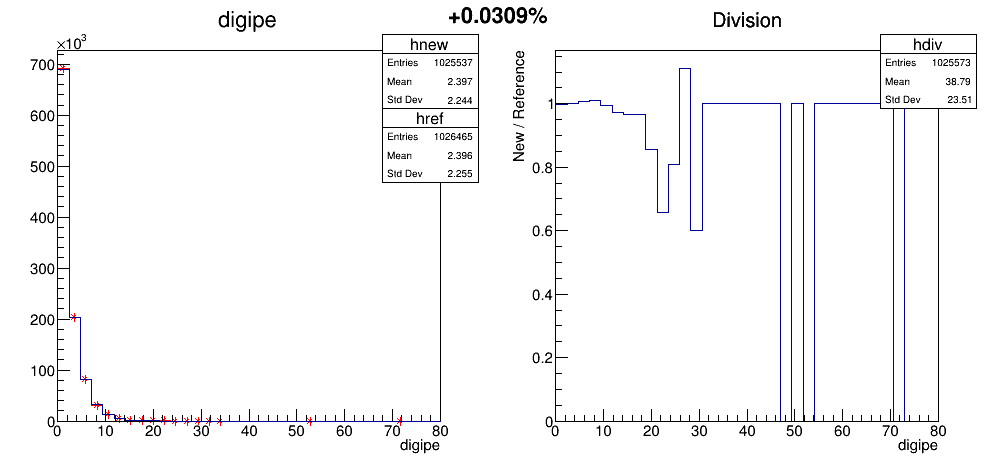 digipe
+0.0309%
Division
×10³
hnew
Entries 1025537
Mean 2.397
Std Dev 2.244
href
Entries 1026465
Mean 2.396
Std Dev 2.255
700
600
500
400
300
200
100
0
0 10 20 30 40 50 60 70 80
digipe
hdiv
Entries 1025573
Mean 38.79
Std Dev 23.51
New / Reference
1
0.8
0.6
0.4
0.2
0
0 10 20 30 40 50 60 70 80
digipe